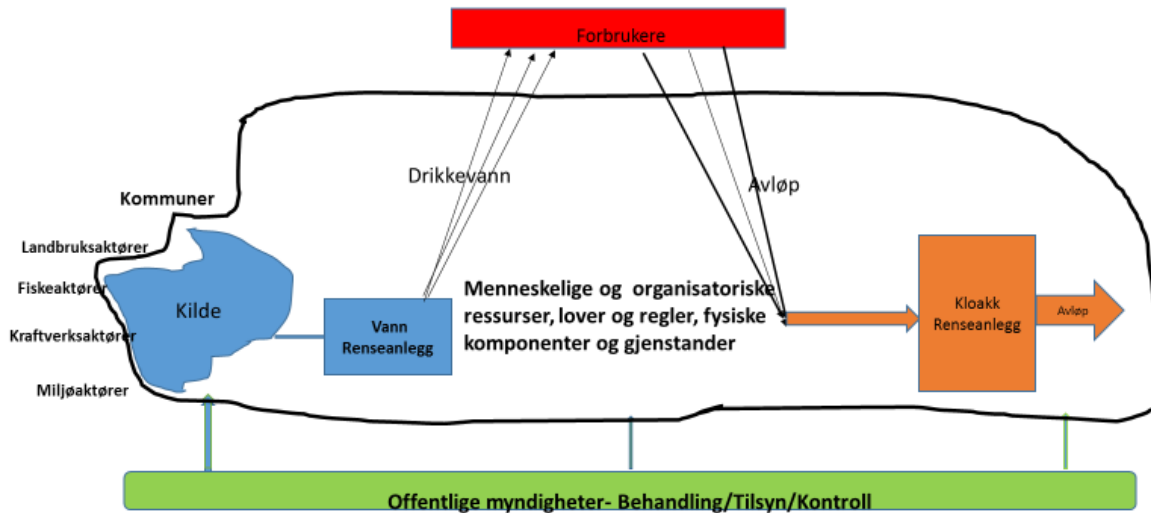 Forbrukere
Drikkevann
Avløp
Kommuner
Landbruksaktører
Fiskeaktører
Kraftverksaktører
Miljøaktører
Kilde
Vann
Renseanlegg
Menneskelige og organisatoriske
ressurser, lover og regler, fysiske
komponenter og gjenstander
Kloakk
Renseanlegg
Avløp
Offentlige myndigheter- Behandling/Tilsyn/Kontroll